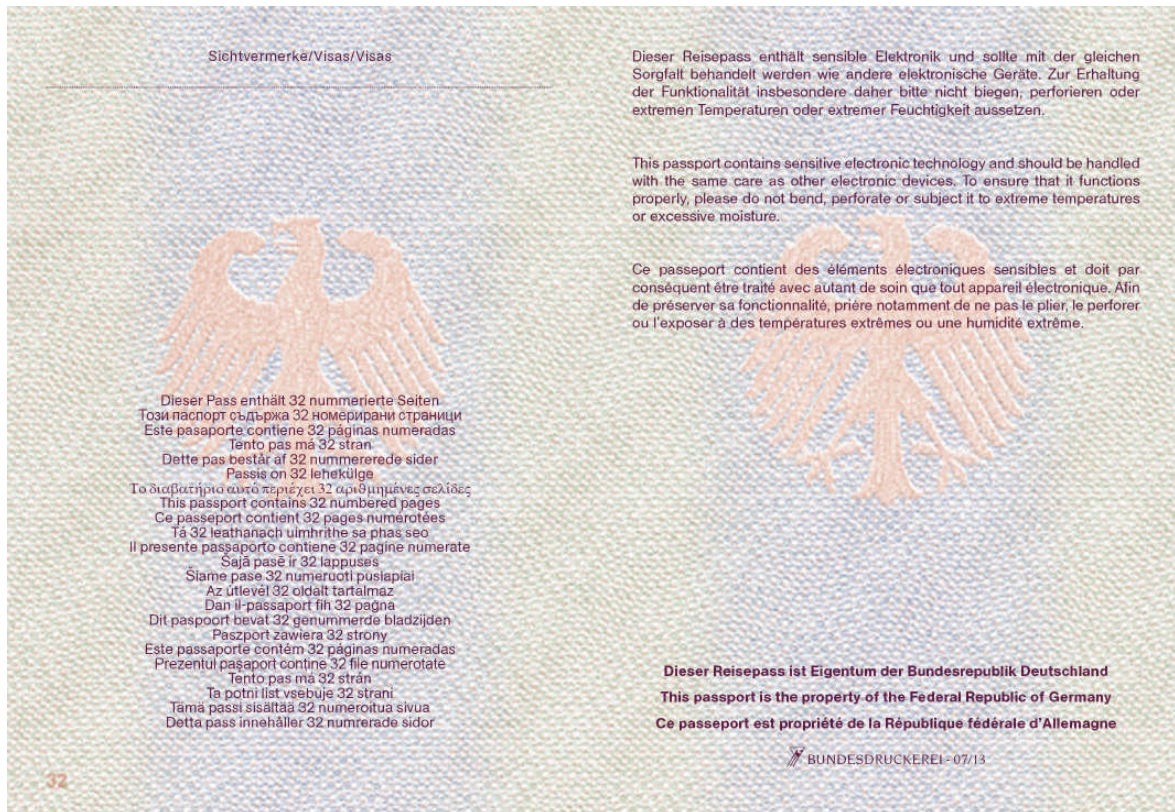 Sichtvermerke/Visas/Visas
Dieser Pass enthält 32 nummerierte Seiten
Този паспорт съдържа 32 номерирани страници
Este pasaporte contiene 32 páginas numeradas
Tento pas má 32 stran
Dette pas består af 32 nummererede sider
Passis on 32 lehekülge
Το διαβατήριο αυτό περιέχει 32 αριθμημένες σελίδες
This passport contains 32 numbered pages
Ce passeport contient 32 pages numérotées
Tá 32 leathanach uimhrithe sa phas seo
Il presente passaporto contiene 32 pagine numerate
Šajā pasē ir 32 lappuses
Šiame pase 32 numeruoti puslapiai
Az útlevél 32 oldalt tartalmaz
Dan il-passaport fih 32 paġna
Dit paspoort bevat 32 genummerde bladzijden
Paszport zawiera 32 strony
Este passaporte contém 32 páginas numeradas
Prezentul paşaport conţine 32 file numerotate
Tento pas má 32 strán
Ta potni list vsebuje 32 strani
Tämä passi sisältää 32 numeroitua sivua
Detta pass innehåller 32 numrerade sidor
32
Dieser Reisepass enthält sensible Elektronik und sollte mit der gleichen
Sorgfalt behandelt werden wie andere elektronische Geräte. Zur Erhaltung
der Funktionalität insbesondere daher bitte nicht biegen, perforieren oder
extremen Temperaturen oder extremer Feuchtigkeit aussetzen.
This passport contains sensitive electronic technology and should be handled
with the same care as other electronic devices. To ensure that it functions
properly, please do not bend, perforate or subject it to extreme temperatures
or excessive moisture.
Ce passeport contient des éléments électroniques sensibles et doit par
conséquent être traité avec autant de soin que tout appareil électronique. Afin
de préserver sa fonctionnalité, prière notamment de ne pas le plier, le perforer
ou l'exposer à des températures extrêmes ou une humidité extrême.
Dieser Reisepass ist Eigentum der Bundesrepublik Deutschland
This passport is the property of the Federal Republic of Germany
Ce passeport est propriété de la République fédérale d'Allemagne
BUNDESDRUCKEREI - 07/13